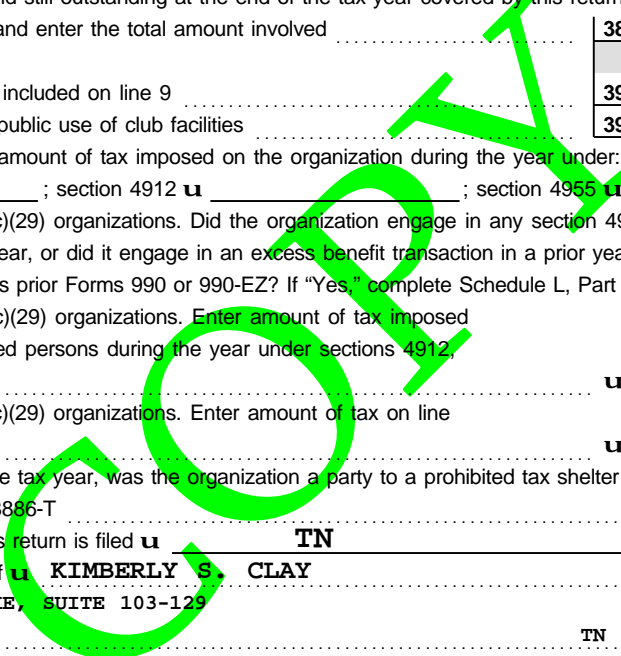 still outstanding at the end of the tax year covered by this return
and enter the total amount involved 38
included on line 9 39
public use of club facilities 39
amount of tax imposed on the organization during the year under:
; section 4912 u ; section 4955 u
c)(29) organizations. Did the organization engage in any section 49
ear, or did it engage in an excess benefit transaction in a prior yea
s prior Forms 990 or 990-EZ? If “Yes,” complete Schedule L, Part
c)(29) organizations. Enter amount of tax imposed
ed persons during the year under sections 4912,
u
c)(29) organizations. Enter amount of tax on line
u
e tax year, was the organization a party to a prohibited tax shelter
8886-T
s return is filed u TN
f u KIMBERLY S. CLAY
E, SUITE 103-129
TN
COPY